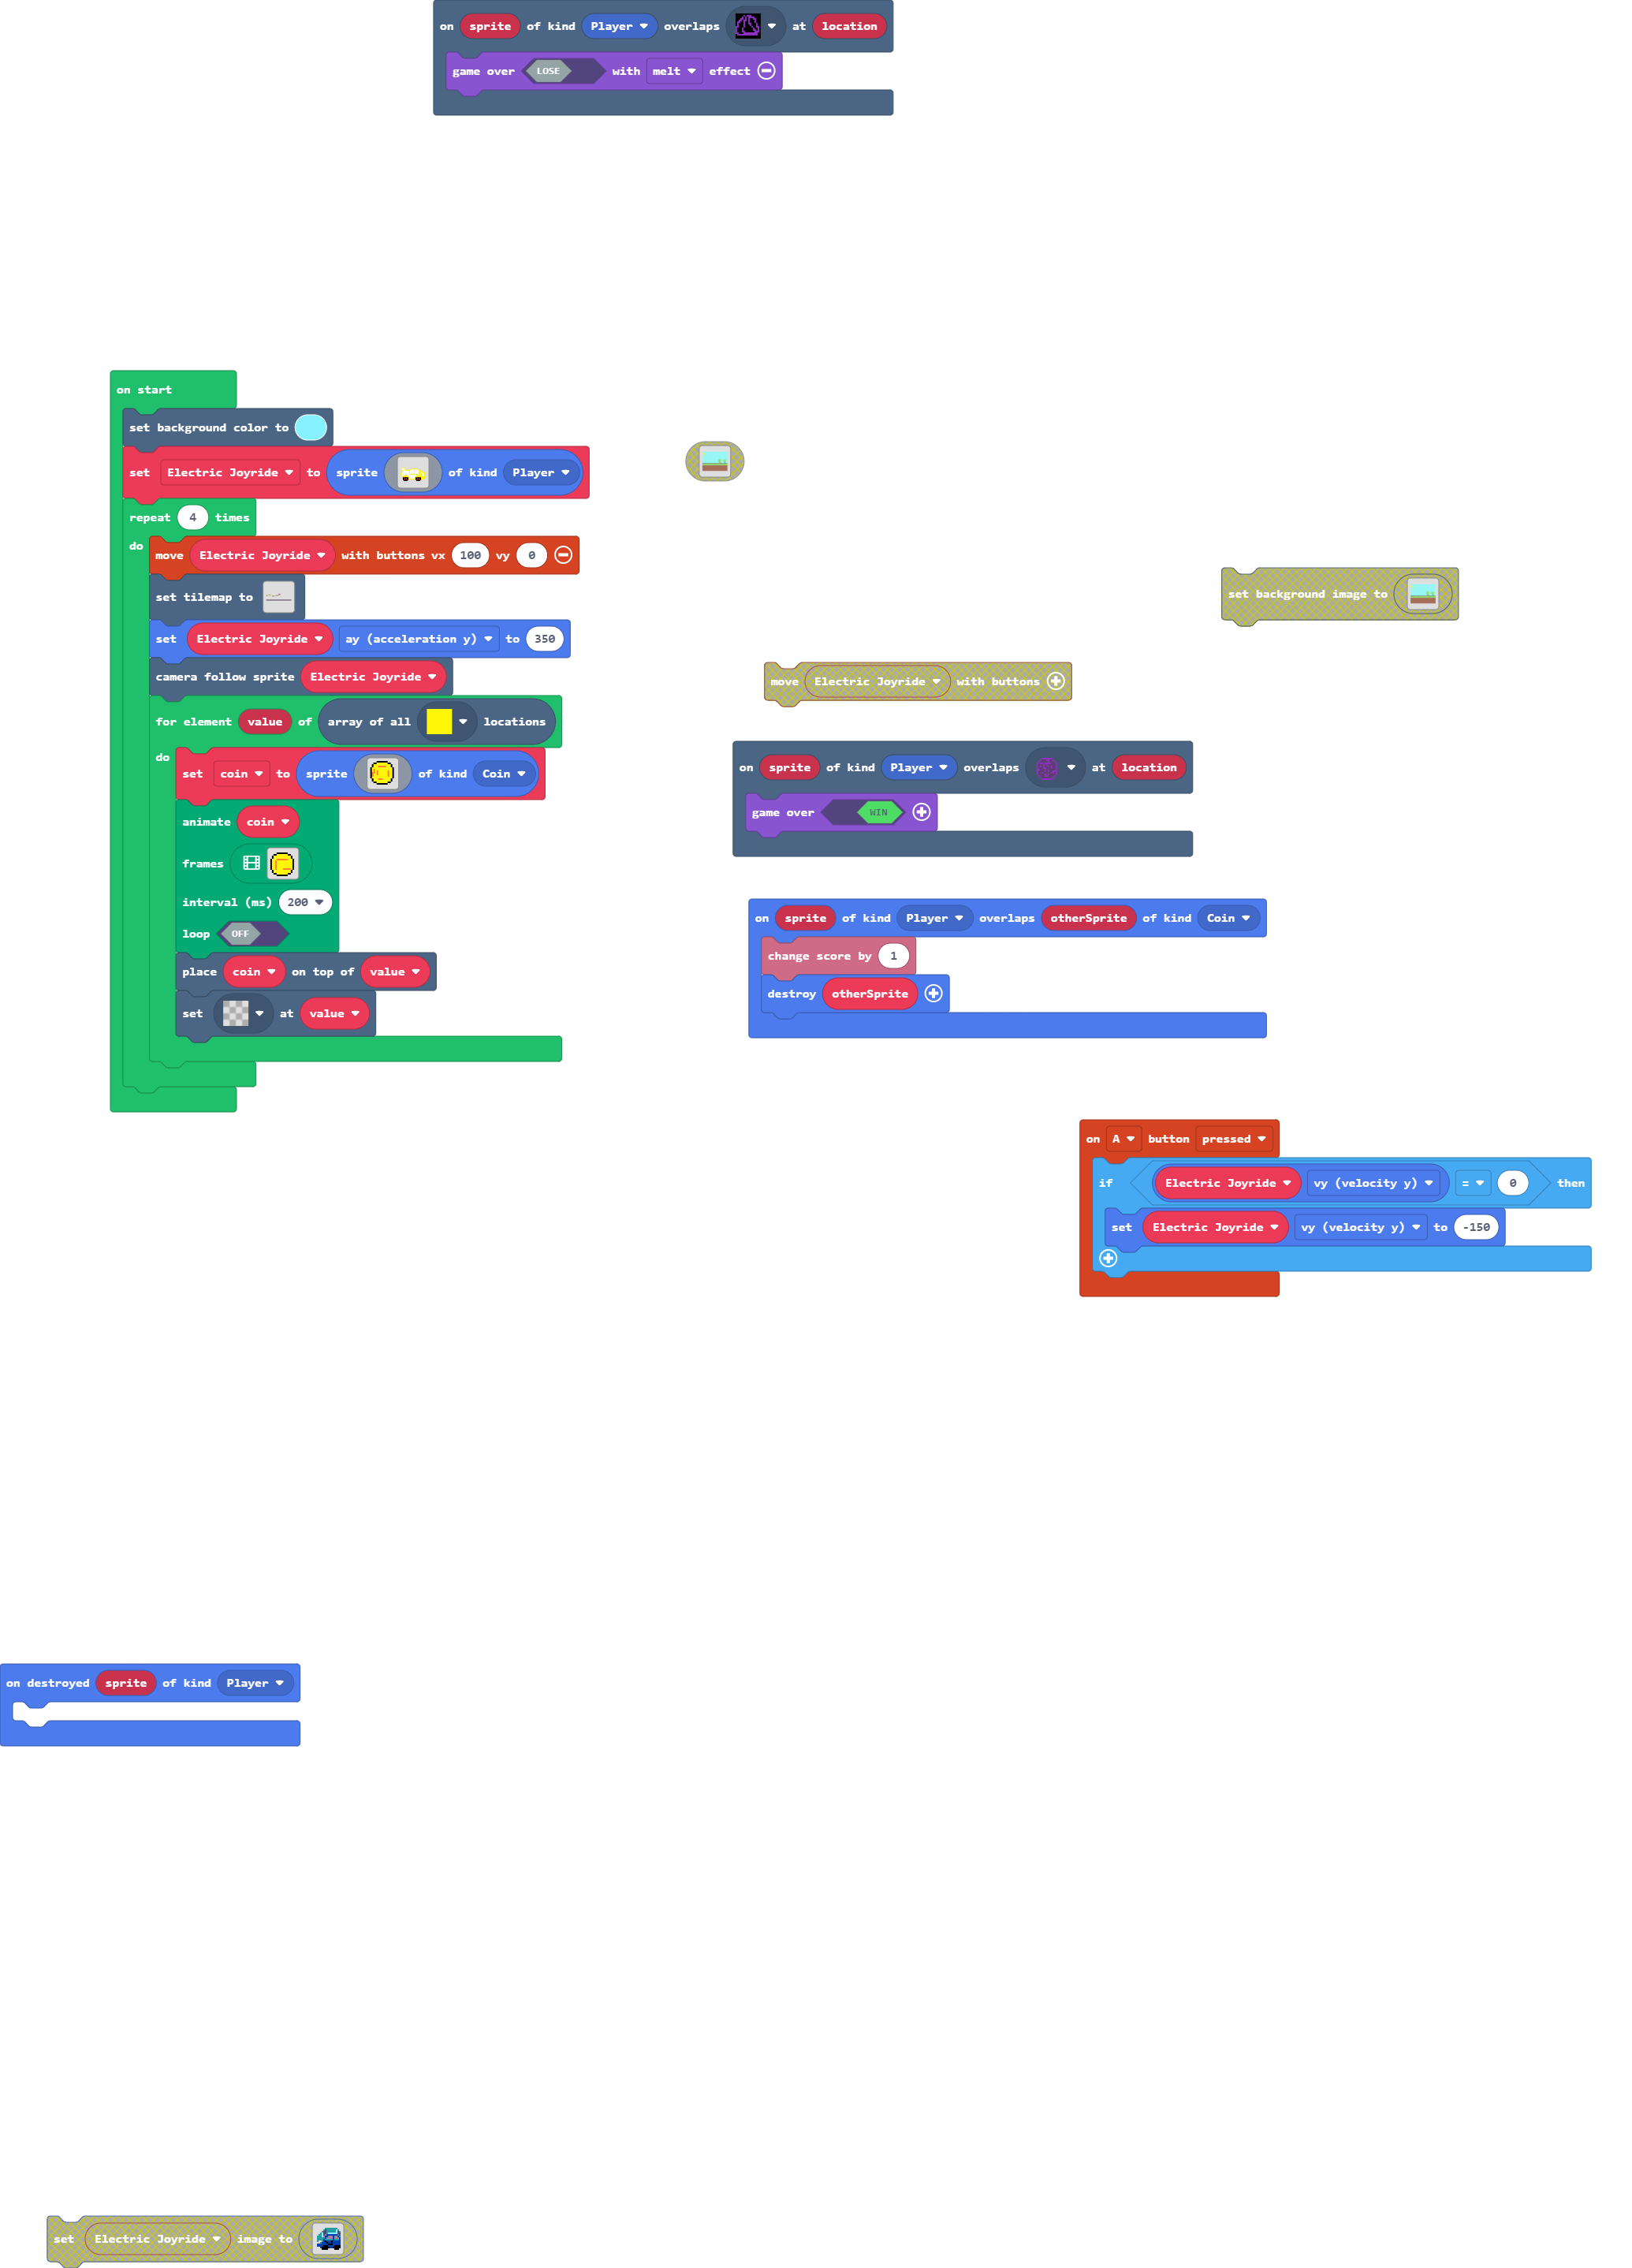 on sprite of kind Player overlaps at location
game over LOSE with melt effect
on start
set background color to
set Electric Joyride to sprite of kind Player
repeat 4 times
do
move Electric Joyride with buttons vx 100 vy 0
set tilemap to
set Electric Joyride ay (acceleration y) to 350
camera follow sprite Electric Joyride
for element value of array of all locations
do
set coin to sprite of kind Coin
animate coin
frames
interval (ms) 200
loop OFF
place coin on top of value
set at value
set background image to
move Electric Joyride with buttons
on sprite of kind Player overlaps at location
game over WIN
on sprite of kind Player overlaps otherSprite of kind Coin
change score by 1
destroy otherSprite
on A button pressed
if Electric Joyride vy (velocity y) = 0 then
set Electric Joyride vy (velocity y) to -150
on destroyed sprite of kind Player
set Electric Joyride image to